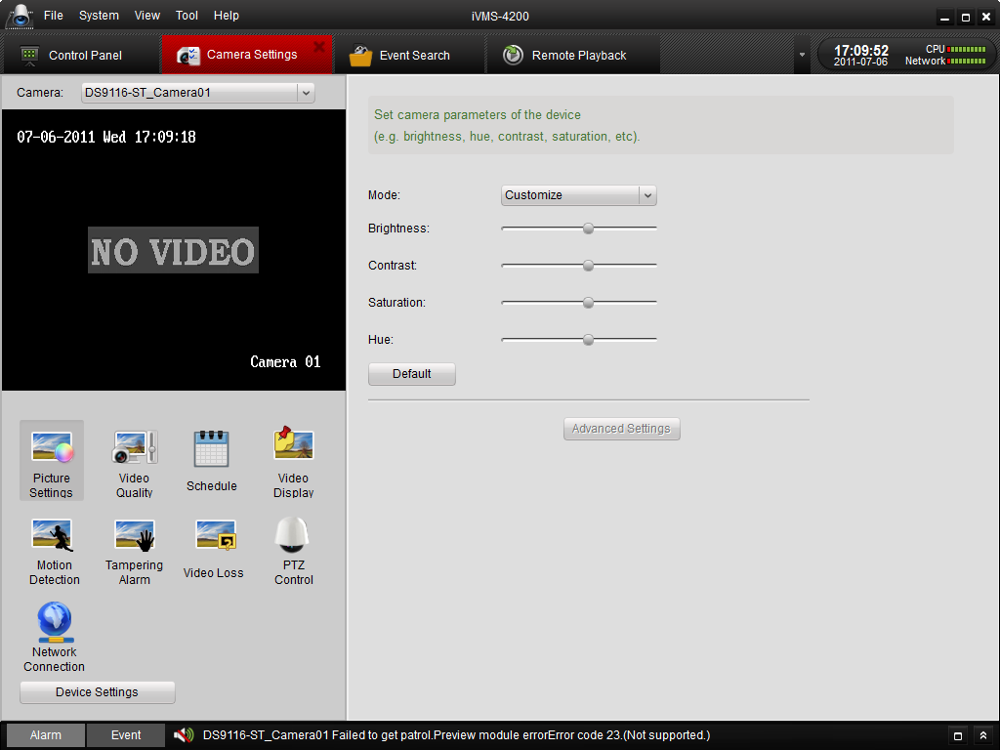 File System View Tool Help
iVMS-4200
Control Panel
Camera Settings
Event Search
Remote Playback
17:09:52
2011-07-06
CPU
Network
Camera: DS9116-ST_Camera01
07-06-2011 Wed 17:09:18
NO VIDEO
Camera 01
Picture
Settings
Video
Quality
Schedule
Video
Display
Motion
Detection
Tampering
Alarm
Video Loss
PTZ
Control
Network
Connection
Device Settings
Set camera parameters of the device
(e.g. brightness, hue, contrast, saturation, etc).
Mode: Customize
Brightness:
Contrast:
Saturation:
Hue:
Default
Advanced Settings
Alarm
Event
DS9116-ST_Camera01 Failed to get patrol.Preview module errorError code 23.(Not supported.)